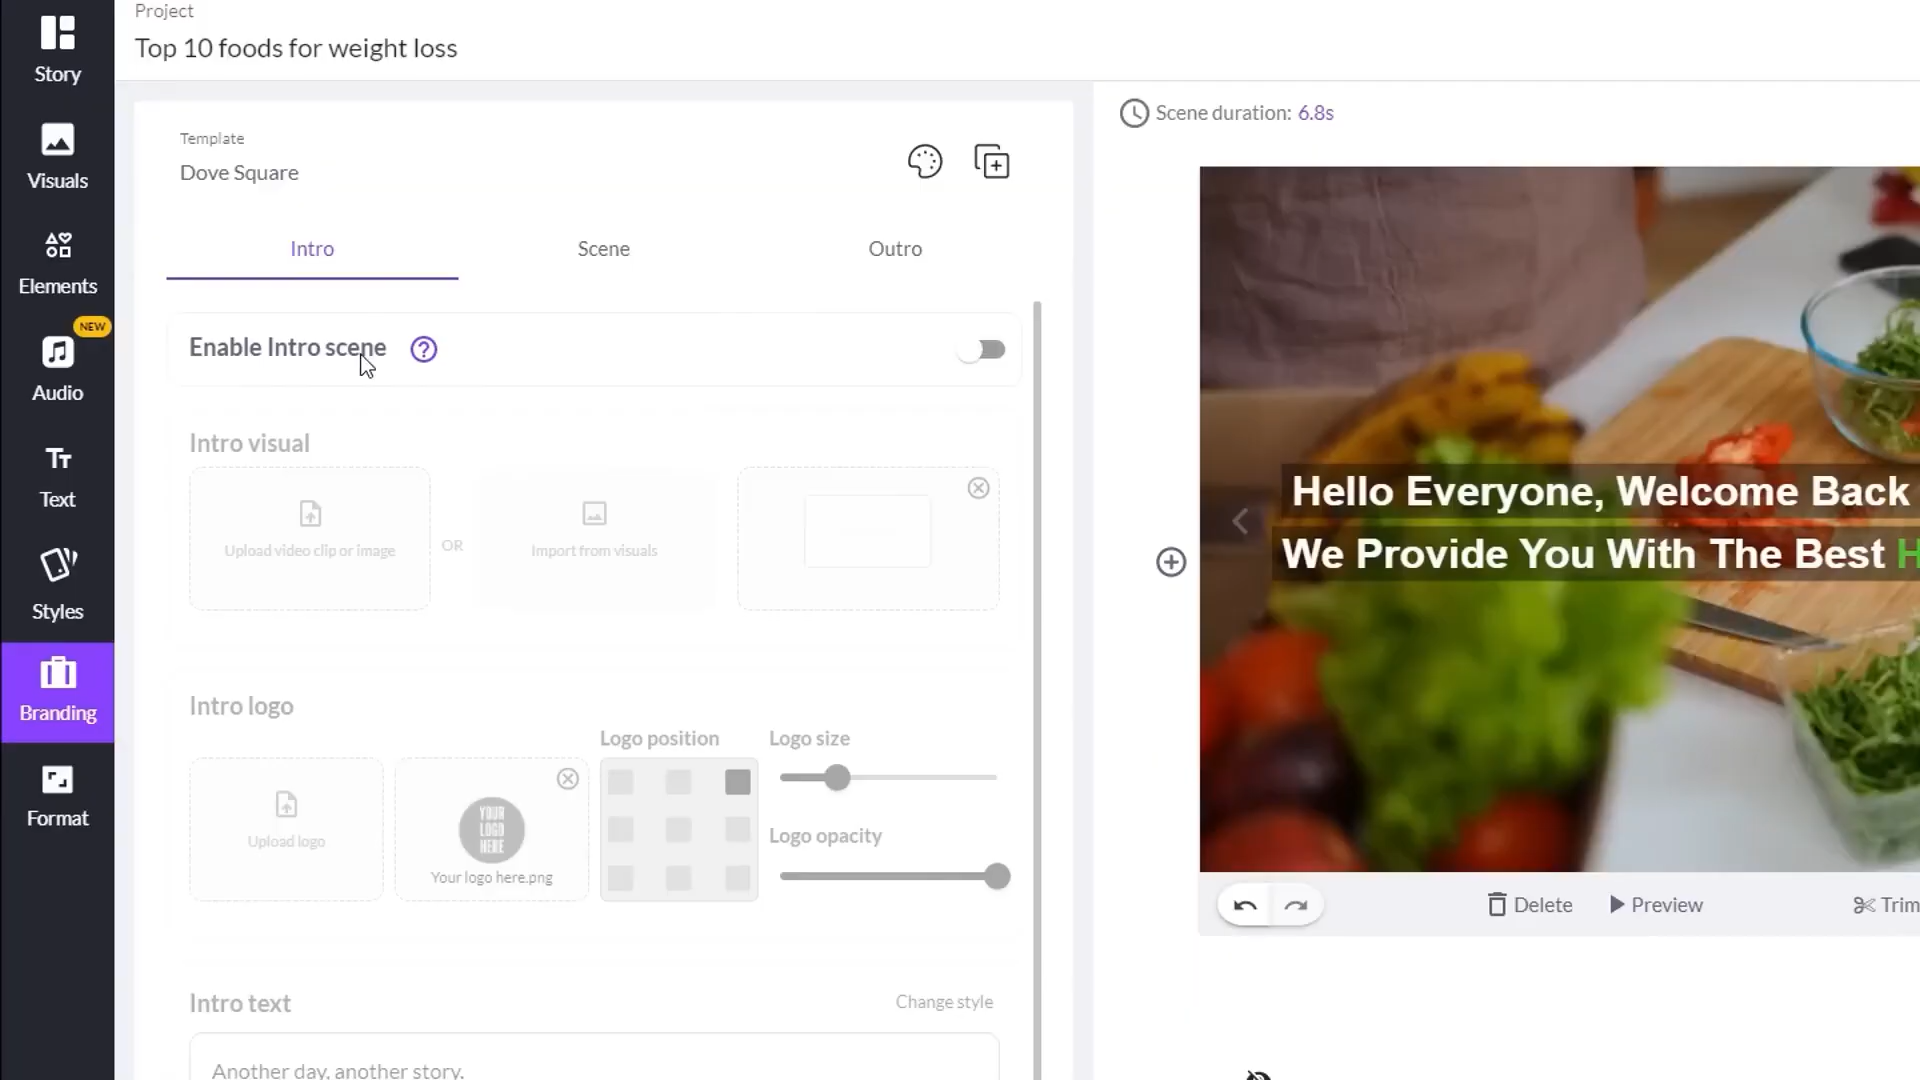 Project
Top 10 foods for weight loss
Story
Visuals
Elements
NEW
Audio
Text
Styles
Branding
Format
Template
Dove Square
Intro
Scene
Outro
Enable Intro scene
Intro visual
Upload video clip or image
OR
Import from visuals
Intro logo
Upload logo
YOUR
LOGO
HERE
Your logo here.png
Logo position
Logo size
Logo opacity
Intro text
Change style
Another day, another story.
Scene duration: 6.8s
Hello Everyone, Welcome Back
We Provide You With The Best H
Delete
Preview
Trim